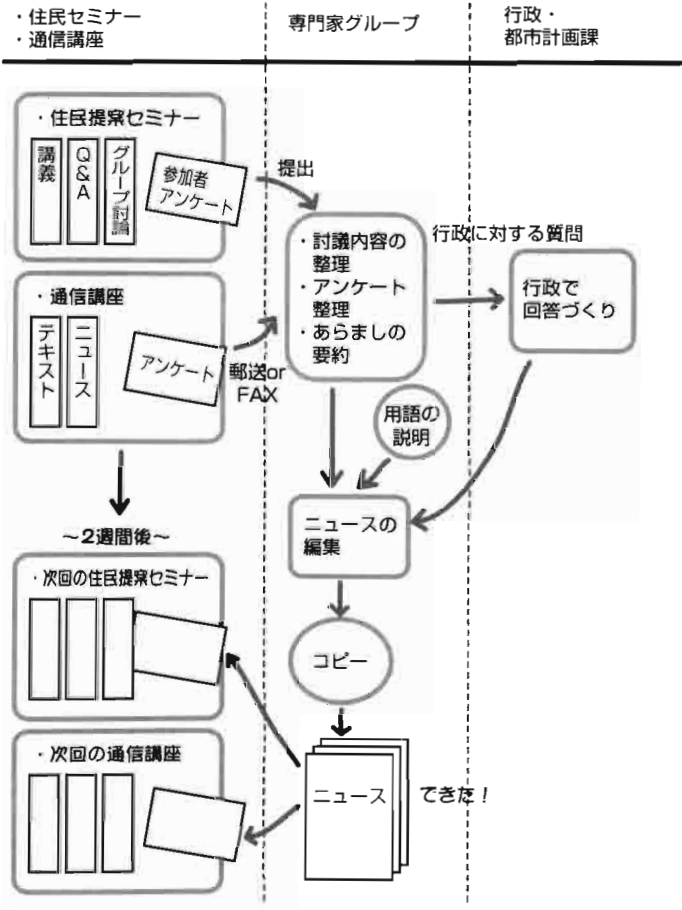 ・住民セミナー
・通信講座
専門家グループ
行政・
都市計画課
・住民提案セミナー
講義
Q&A
グループ討論
参加者
アンケート
提出
・討議内容の
整理
・アンケート
整理
・あらましの
要約
行政に対する質問
行政で
回答づくり
・通信講座
テキスト
ニュース
アンケート
郵送or
FAX
用語の
説明
ニュースの
編集
～2週間後～
・次回の住民提案セミナー
コピー
・次回の通信講座
ニュース
できた！